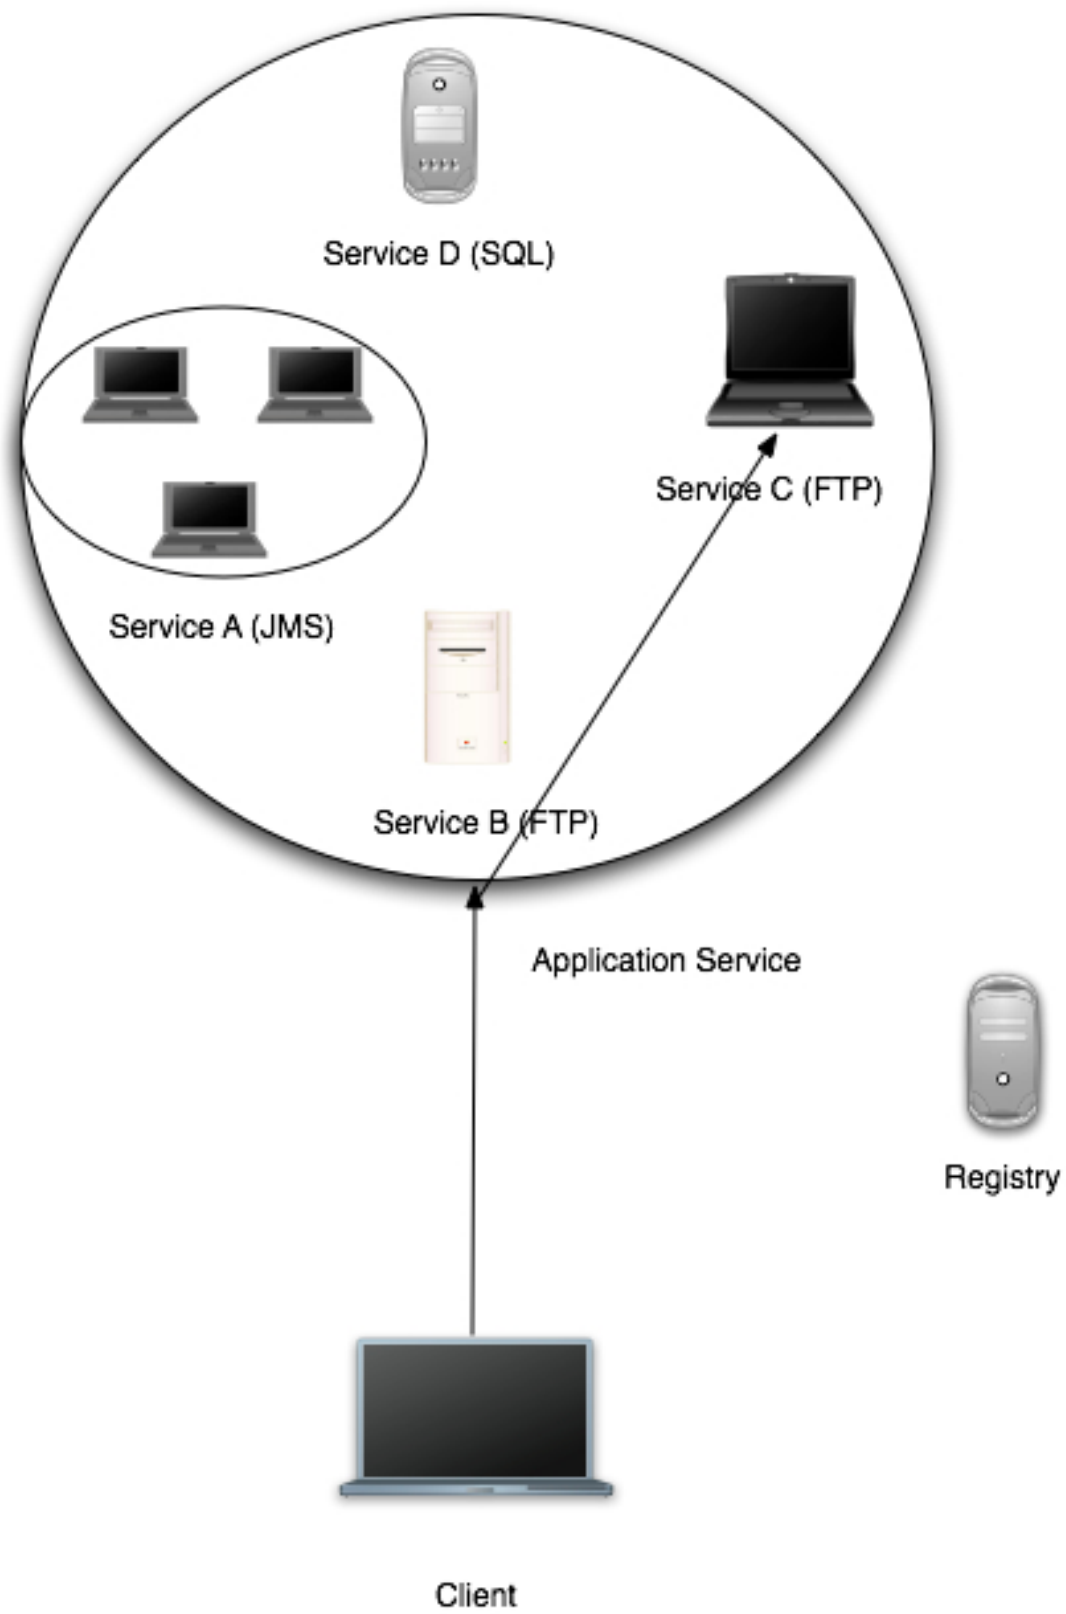 Service D (SQL)
Service C (FTP)
Service A (JMS)
Service B (FTP)
Application Service
Registry
Client